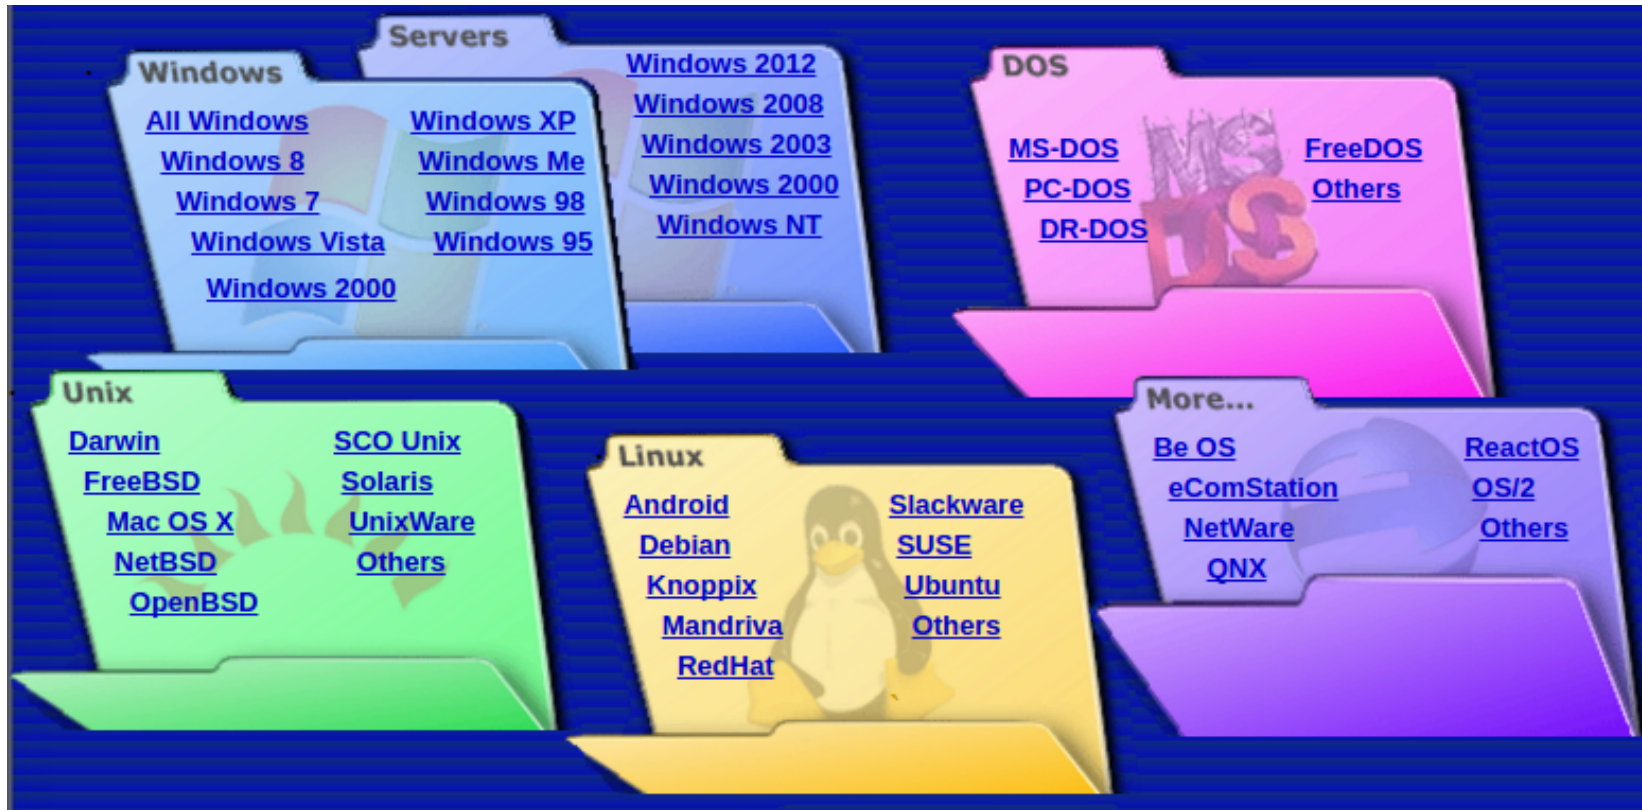 Servers
Windows 2012
Windows 2008
Windows 2003
Windows 2000
Windows NT
Windows
All Windows
Windows 8
Windows 7
Windows Vista
Windows 2000
Windows XP
Windows Me
Windows 98
Windows 95
DOS
MS-DOS
PC-DOS
DR-DOS
FreeDOS
Others
MS
DOS
Unix
Darwin
FreeBSD
Mac OS X
NetBSD
OpenBSD
SCO Unix
Solaris
UnixWare
Others
Linux
Android
Debian
Knoppix
Mandriva
RedHat
Slackware
SUSE
Ubuntu
Others
More...
Be OS
eComStation
NetWare
QNX
ReactOS
OS/2
Others